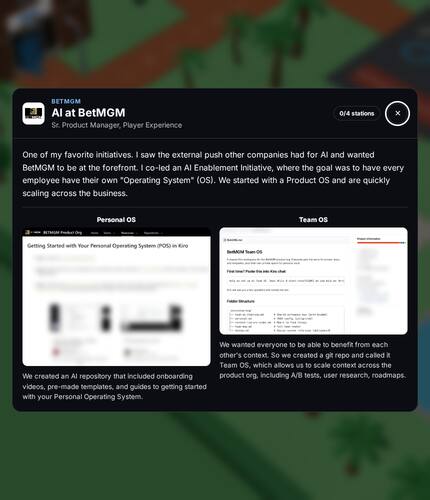 BETMGM
AI at BetMGM
Sr. Product Manager, Player Experience
0/4 stations
×
One of my favorite initiatives. I saw the external push other companies had for AI and wanted
BetMGM to be at the forefront. I co-led an AI Enablement Initiative, where the goal was to have every
employee have their own "Operating System" (OS). We started with a Product OS and are quickly
scaling across the business.
Personal OS
Team OS
BETMGM Product Org
Getting Started with Your Personal Operating System (POS) in Kiro
BetMGM Team OS
First time? Paste this into Kiro chat
Folder Structure
We created an AI repository that included onboarding
videos, pre-made templates, and guides to getting started
with your Personal Operating System.
We wanted everyone to be able to benefit from each
other's context. So we created a git repo and called it
Team OS, which allows us to scale context across the
product org, including A/B tests, user research, roadmaps.